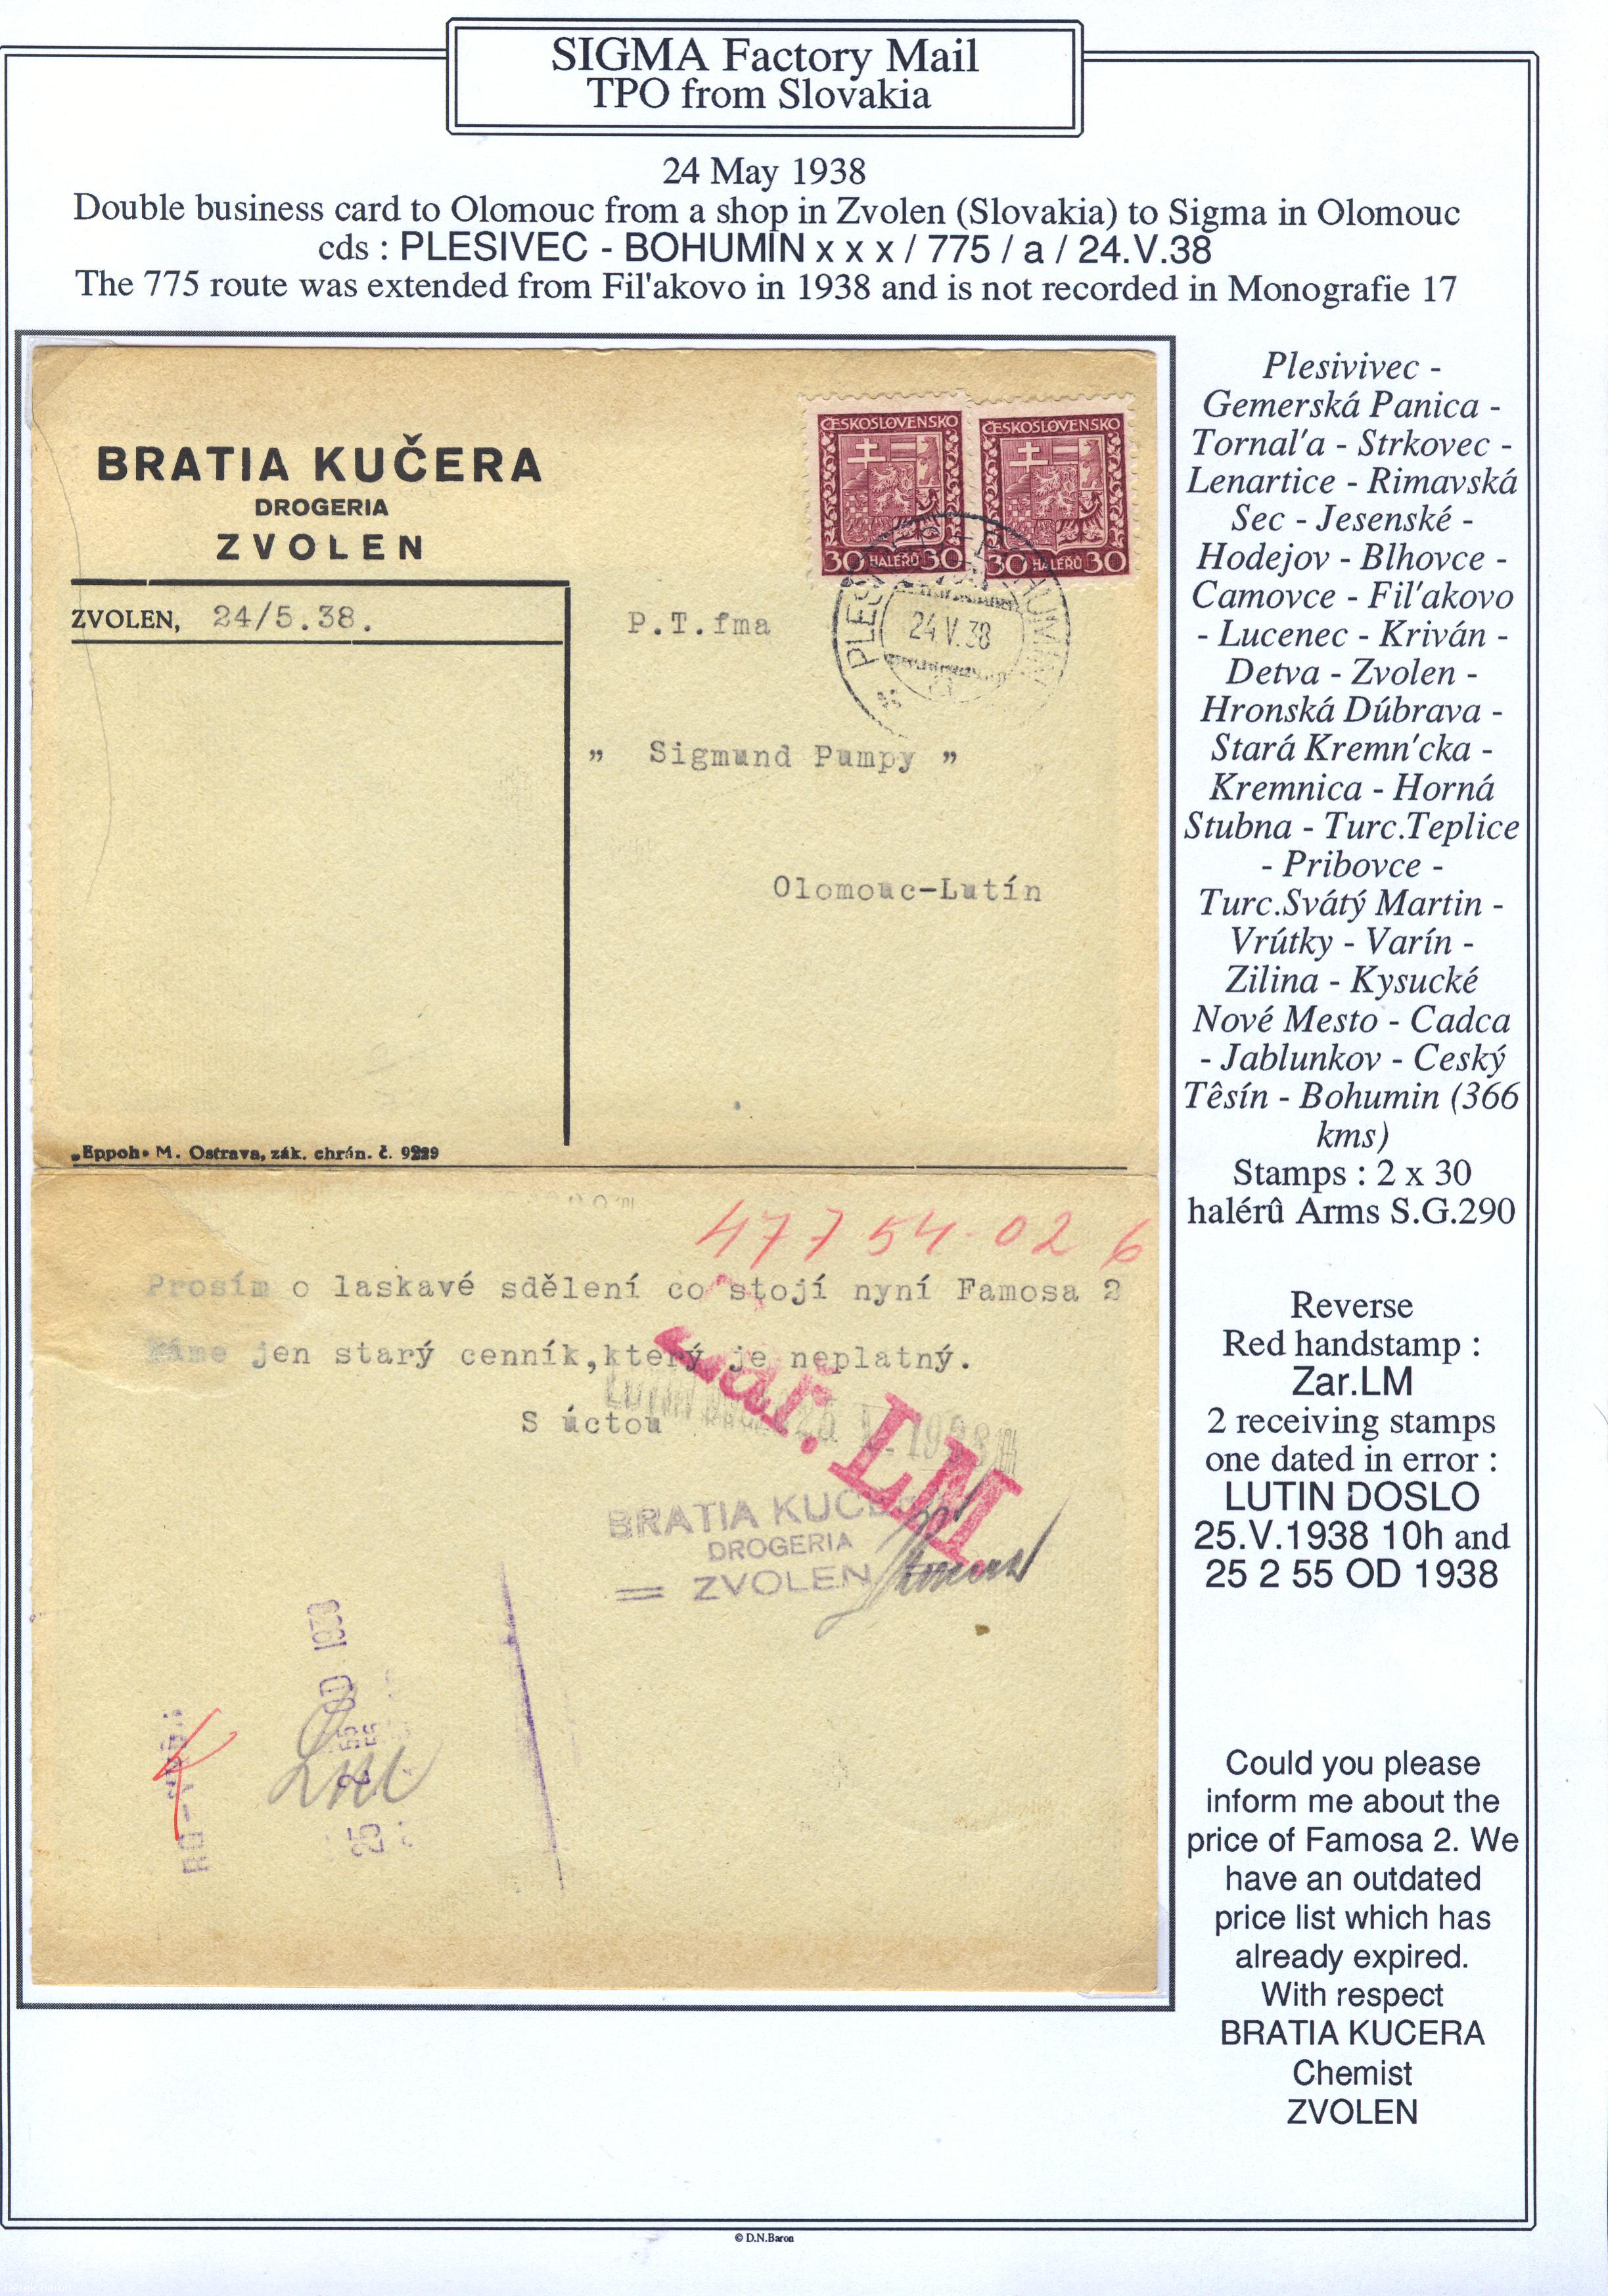 SIGMA Factory Mail
TPO from Slovakia
24 May 1938
Double business card to Olomouc from a shop in Zvolen (Slovakia) to Sigma in Olomouc
cds : PLESIVEC - BOHUMIN x x x / 775 / a / 24.V.38
The 775 route was extended from Fil'akovo in 1938 and is not recorded in Monografie 17
BRATIA KUČERA
DROGERIA
ZVOLEN
ZVOLEN, 24/5.38.
ČESKOSLOVENSKO
30 HALÉŘŮ 30
ČESKOSLOVENSKO
30 HALÉŘŮ 30
24.V.38
P.T.fma
„ Sigmund Pumpy ”
Olomouc-Lutín
„Eppoh“ M. Ostrava, zák. chrán. č. 9229
47754-02 6
Prosím o laskavé sdělení co stojí nyní Famosa 2
Máme jen starý cenník,který je neplatný.
S úctou
Zař. LM.
BRATIA KUČERA
DROGERIA
ZVOLEN
25 2 55 OD 1938
Plesivivec -
Gemerská Panica -
Tornal'a - Strkovec -
Lenartice - Rimavská
Sec - Jesenské -
Hodejov - Blhovce -
Camovce - Fil'akovo
- Lucenec - Kriván -
Detva - Zvolen -
Hronská Dúbrava -
Stará Kremn'cka -
Kremnica - Horná
Stubna - Turc.Teplice
- Pribovce -
Turc.Svátý Martin -
Vrútky - Varín -
Zilina - Kysucké
Nové Mesto - Cadca
- Jablunkov - Ceský
Têsín - Bohumin (366
kms)
Stamps : 2 x 30
halérû Arms S.G.290
Reverse
Red handstamp :
Zar.LM
2 receiving stamps
one dated in error :
LUTIN DOSLO
25.V.1938 10h and
25 2 55 OD 1938
Could you please
inform me about the
price of Famosa 2. We
have an outdated
price list which has
already expired.
With respect
BRATIA KUCERA
Chemist
ZVOLEN
© D.N.Baron